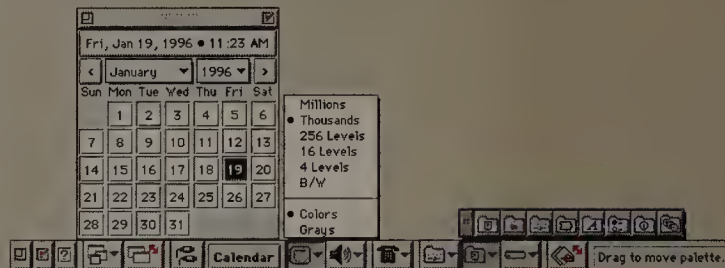 Fri, Jan 19, 1996 ● 11:23 AM
< January ▼ 1996 ▼ >
Sun Mon Tue Wed Thu Fri Sat
1 2 3 4 5 6
7 8 9 10 11 12 13
14 15 16 17 18 19 20
21 22 23 24 25 26 27
28 29 30 31
Millions
● Thousands
256 Levels
16 Levels
4 Levels
B/W
● Colors
Grays
? Calendar Drag to move palette